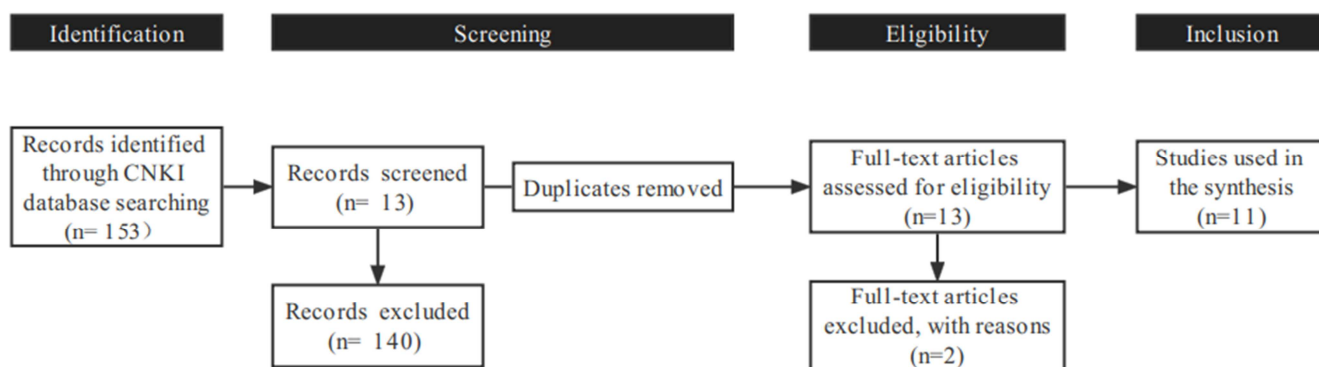 Identification
Screening
Eligibility
Inclusion
Records identified
through CNKI
database searching
(n= 153）
Records screened
(n= 13)
Duplicates removed
Full-text articles
assessed for eligibility
(n=13)
Studies used in
the synthesis
(n=11)
Records excluded
(n= 140)
Full-text articles
excluded, with reasons
(n=2)